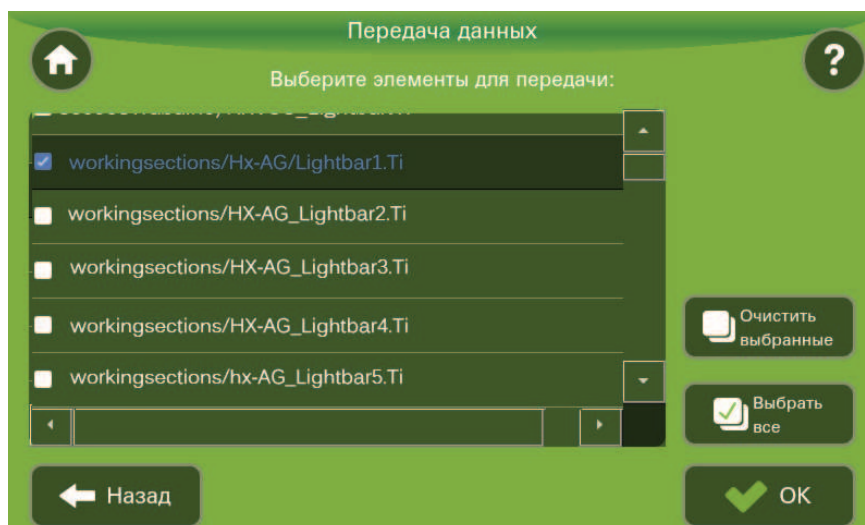 Передача данных
?
Выберите элементы для передачи:
workingsections/Hx-AG/Lightbar1.Ti
workingsections/HX-AG_Lightbar2.Ti
workingsections/HX-AG_Lightbar3.Ti
workingsections/HX-AG_Lightbar4.Ti
workingsections/hx-AG_Lightbar5.Ti
Очистить
выбранные
Выбрать
все
Назад
OK